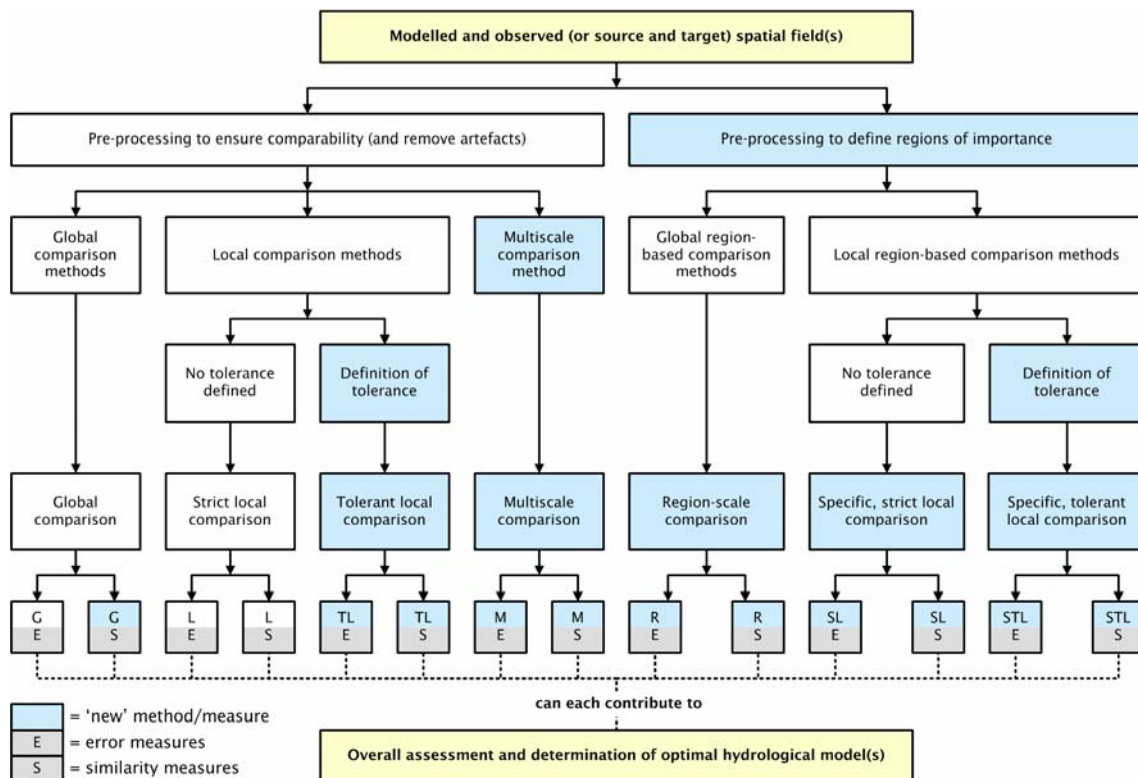 Modelled and observed (or source and target) spatial field(s)
Pre-processing to ensure comparability (and remove artefacts)
Pre-processing to define regions of importance
Global
comparison
methods
Local comparison methods
Multiscale
comparison
method
Global region-
based comparison
methods
Local region-based comparison methods
No tolerance
defined
Definition of
tolerance
No tolerance
defined
Definition of
tolerance
Global
comparison
Strict local
comparison
Tolerant local
comparison
Multiscale
comparison
Region-scale
comparison
Specific, strict local
comparison
Specific, tolerant
local comparison
G
E
G
S
L
E
L
S
TL
E
TL
S
M
E
M
S
R
E
R
S
SL
E
SL
S
STL
E
STL
S
can each contribute to
= ‘new’ method/measure
E = error measures
S = similarity measures
Overall assessment and determination of optimal hydrological model(s)